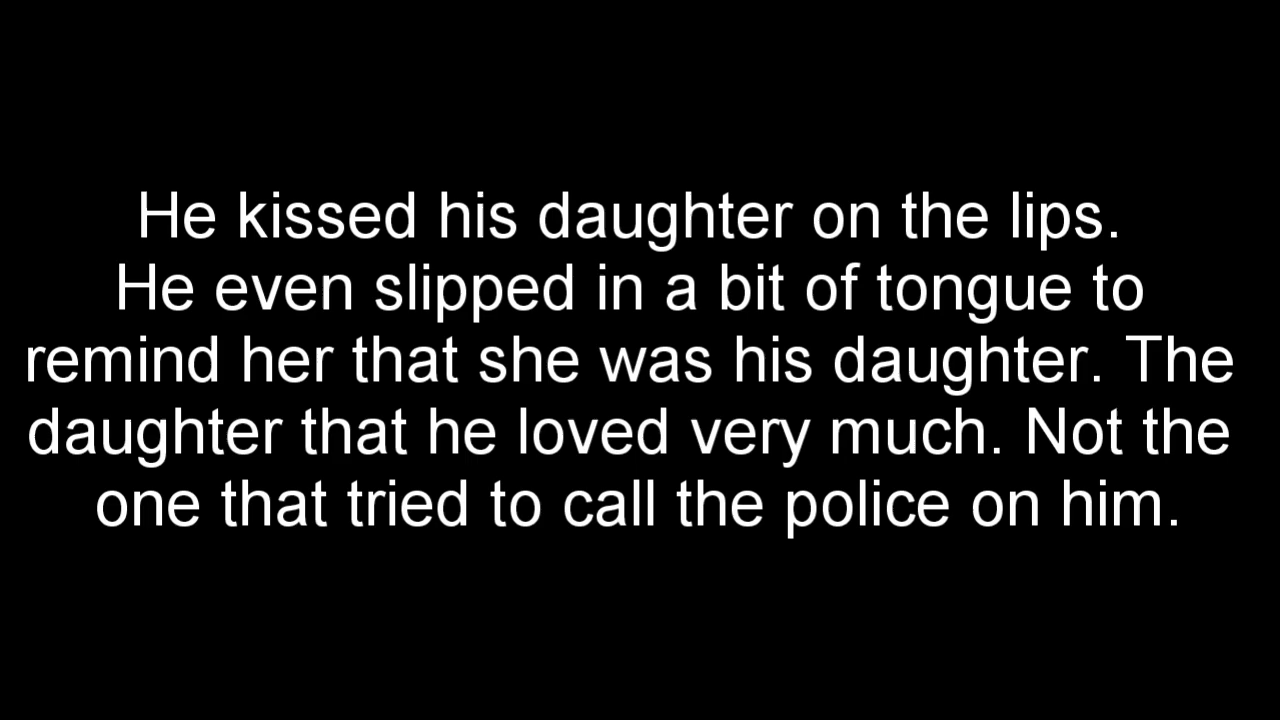 He kissed his daughter on the lips.
He even slipped in a bit of tongue to
remind her that she was his daughter. The
daughter that he loved very much. Not the
one that tried to call the police on him.